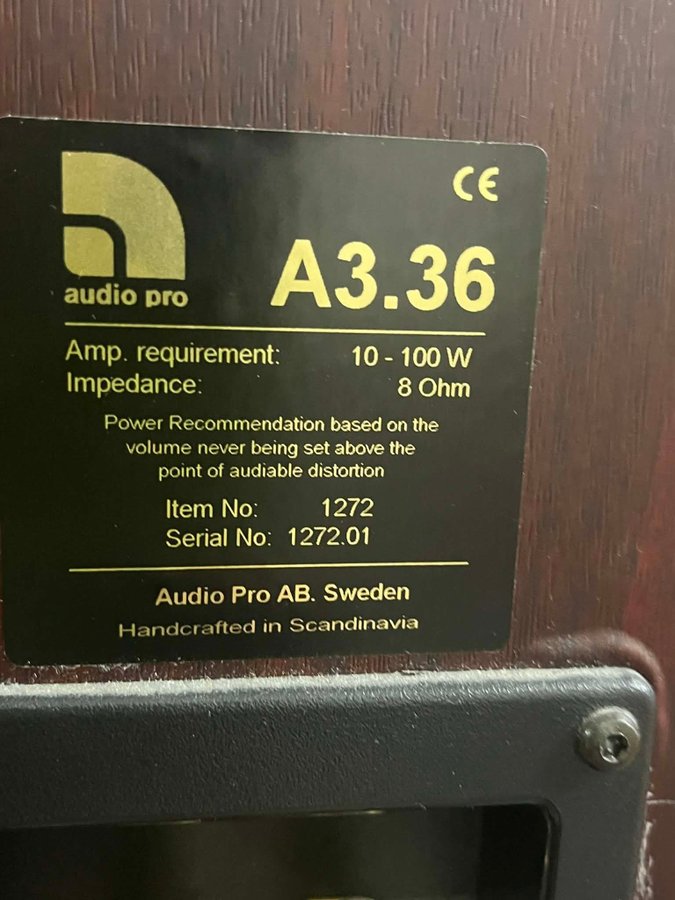 CE
audio pro
A3.36
Amp. requirement: 10 - 100 W
Impedance: 8 Ohm
Power Recommendation based on the
volume never being set above the
point of audiable distortion
Item No: 1272
Serial No: 1272.01
Audio Pro AB. Sweden
Handcrafted in Scandinavia